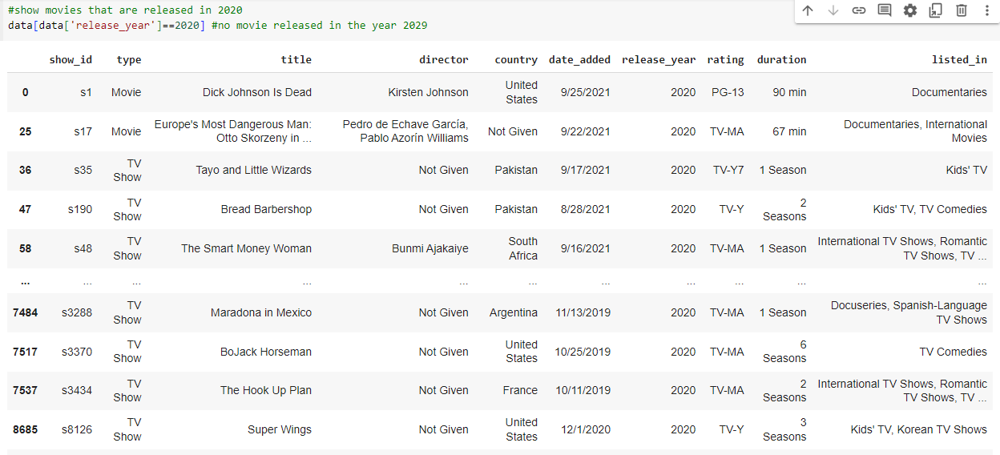 #show movies that are released in 2020
data[data['release_year']==2020] #no movie released in the year 2029
show_id type title director country date_added release_year rating duration listed_in
0 s1 Movie Dick Johnson Is Dead Kirsten Johnson United States 9/25/2021 2020 PG-13 90 min Documentaries
25 s17 Movie Europe's Most Dangerous Man: Otto Skorzeny in ... Pedro de Echave García, Pablo Azorín Williams Not Given 9/22/2021 2020 TV-MA 67 min Documentaries, International Movies
36 s35 TV Show Tayo and Little Wizards Not Given Pakistan 9/17/2021 2020 TV-Y7 1 Season Kids' TV
47 s190 TV Show Bread Barbershop Not Given Pakistan 8/28/2021 2020 TV-Y 2 Seasons Kids' TV, TV Comedies
58 s48 TV Show The Smart Money Woman Bunmi Ajakaiye South Africa 9/16/2021 2020 TV-MA 1 Season International TV Shows, Romantic TV Shows, TV ...
... ... ... ... ... ... ... ... ... ... ...
7484 s3288 TV Show Maradona in Mexico Not Given Argentina 11/13/2019 2020 TV-MA 1 Season Docuseries, Spanish-Language TV Shows
7517 s3370 TV Show BoJack Horseman Not Given United States 10/25/2019 2020 TV-MA 6 Seasons TV Comedies
7537 s3434 TV Show The Hook Up Plan Not Given France 10/11/2019 2020 TV-MA 2 Seasons International TV Shows, Romantic TV Shows, TV ...
8685 s8126 TV Show Super Wings Not Given United States 12/1/2020 2020 TV-Y 3 Seasons Kids' TV, Korean TV Shows